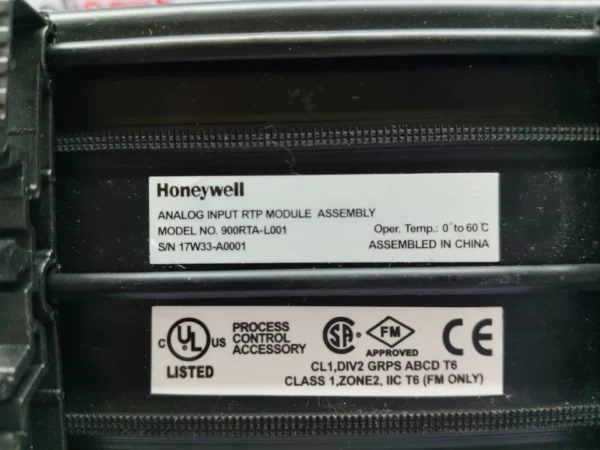 Honeywell
ANALOG INPUT RTP MODULE ASSEMBLY
MODEL NO. 900RTA-L001 Oper. Temp.: 0° to 60℃
S/N 17W33-A0001 ASSEMBLED IN CHINA
C UL US
LISTED
PROCESS
CONTROL
ACCESSORY
SA FM
APPROVED
CE
CL1,DIV2 GRPS ABCD T6
CLASS 1,ZONE2, IIC T6 (FM ONLY)